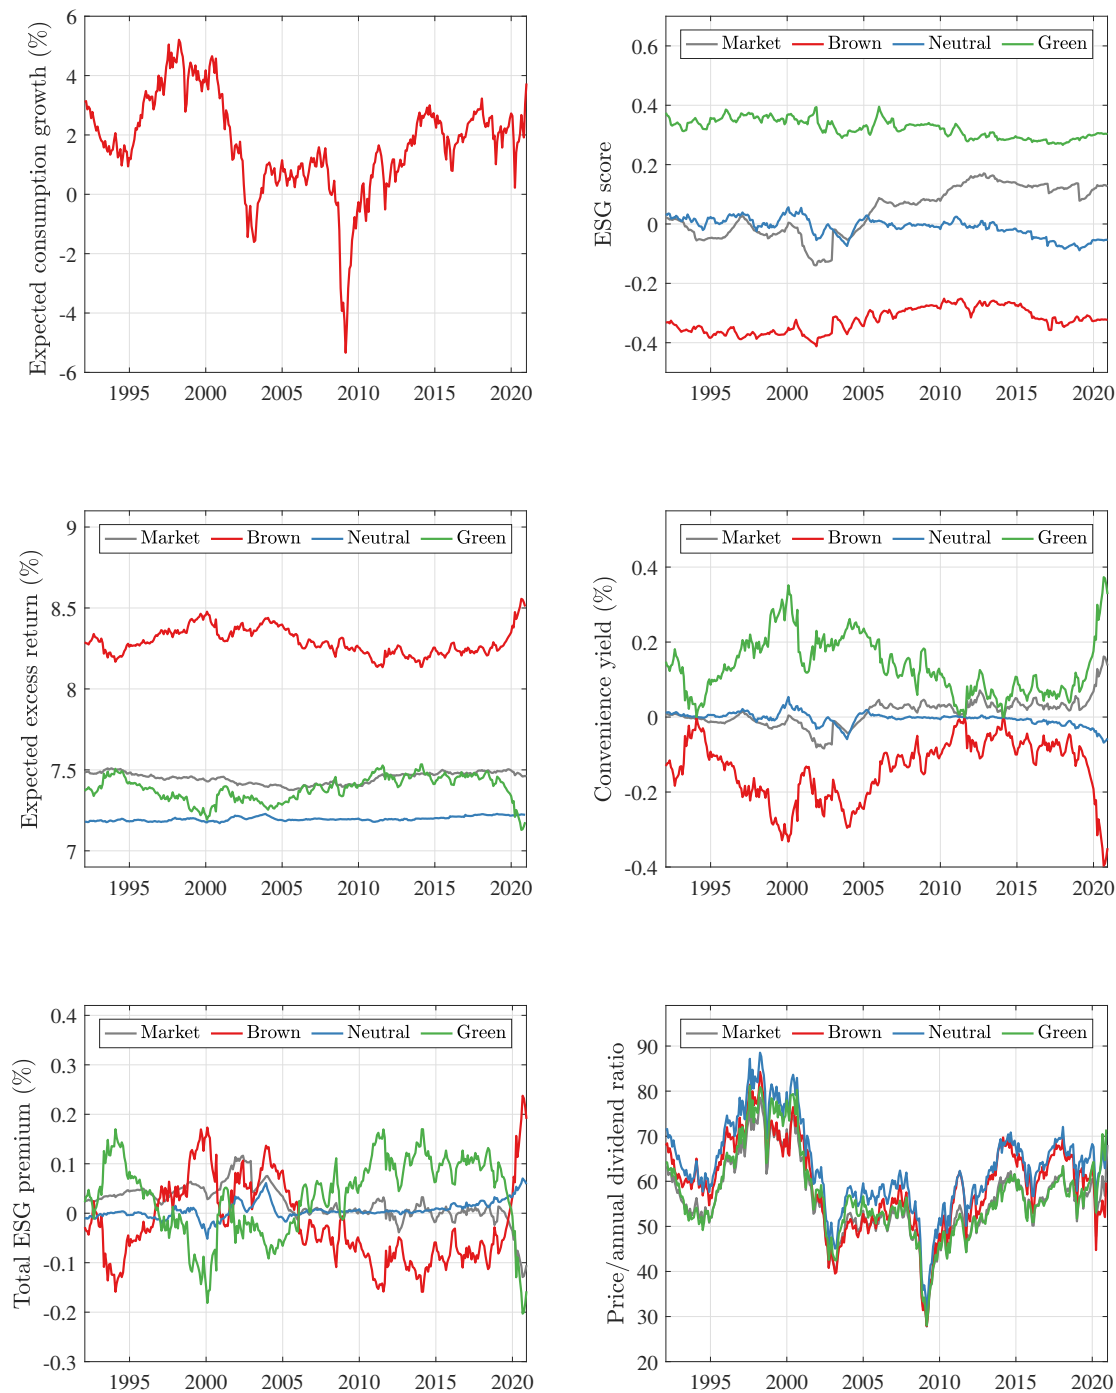 Expected consumption growth (%)
6
4
2
0
-2
-4
-6
1995 2000 2005 2010 2015 2020
ESG score
Market Brown Neutral Green
0.6
0.4
0.2
0
-0.2
-0.4
1995 2000 2005 2010 2015 2020
Expected excess return (%)
Market Brown Neutral Green
9
8.5
8
7.5
7
1995 2000 2005 2010 2015 2020
Convenience yield (%)
Market Brown Neutral Green
0.4
0.2
0
-0.2
-0.4
1995 2000 2005 2010 2015 2020
Total ESG premium (%)
Market Brown Neutral Green
0.4
0.3
0.2
0.1
0
-0.1
-0.2
-0.3
1995 2000 2005 2010 2015 2020
Price/annual dividend ratio
Market Brown Neutral Green
90
80
70
60
50
40
30
20
1995 2000 2005 2010 2015 2020